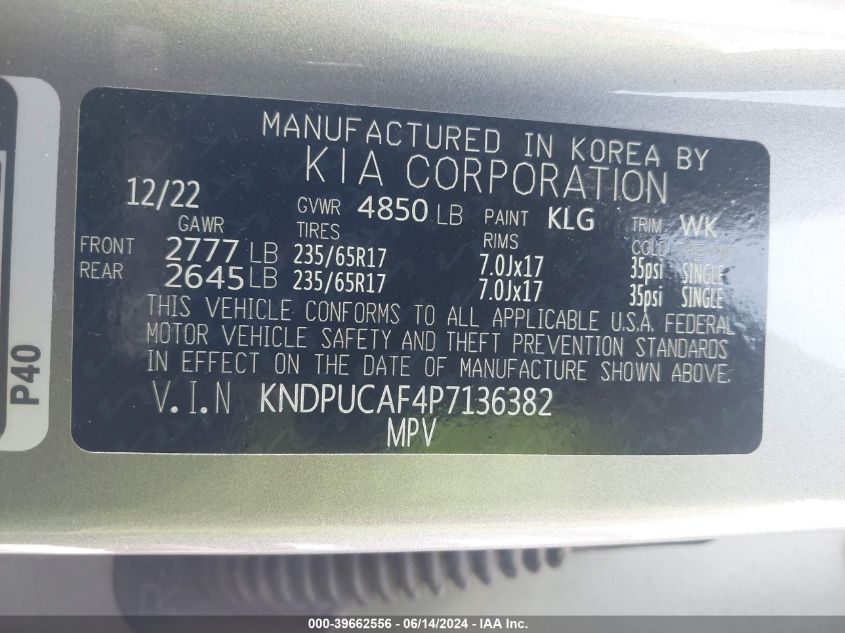 MANUFACTURED IN KOREA BY
KIA CORPORATION
12/22 GVWR 4850 LB PAINT KLG TRIM WK
GAWR TIRES RIMS COLD
FRONT 2777 LB 235/65R17 7.0Jx17 35psi SINGLE
REAR 2645 LB 235/65R17 7.0Jx17 35psi SINGLE
THIS VEHICLE CONFORMS TO ALL APPLICABLE U.S.A. FEDERAL
MOTOR VEHICLE SAFETY AND THEFT PREVENTION STANDARDS
IN EFFECT ON THE DATE OF MANUFACTURE SHOWN ABOVE.
V.I.N KNDPUCAF4P7136382
MPV
P40
000-39662556 - 06/14/2024 - IAA Inc.